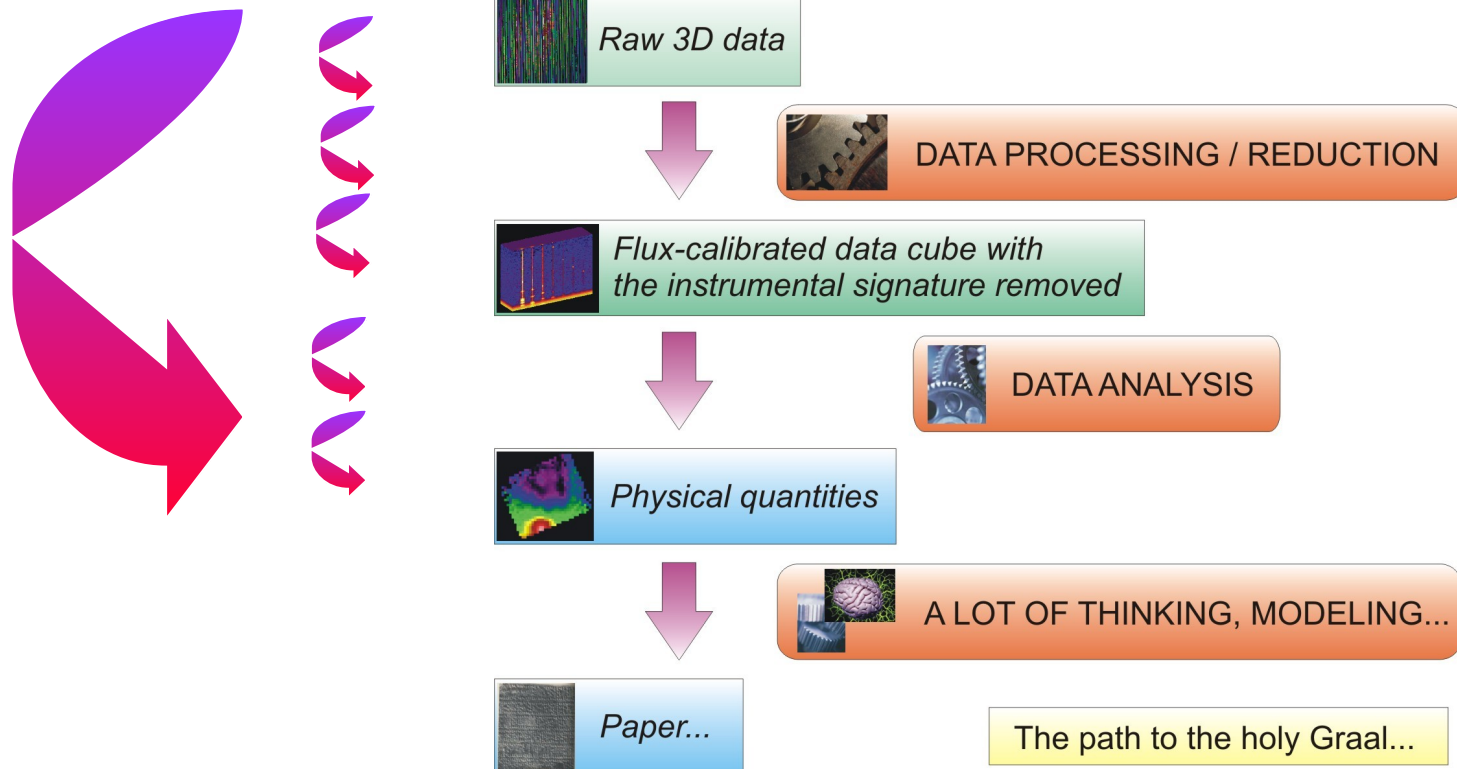 Raw 3D data
DATA PROCESSING / REDUCTION
Flux-calibrated data cube with
the instrumental signature removed
DATA ANALYSIS
Physical quantities
A LOT OF THINKING, MODELING...
Paper...
The path to the holy Graal...